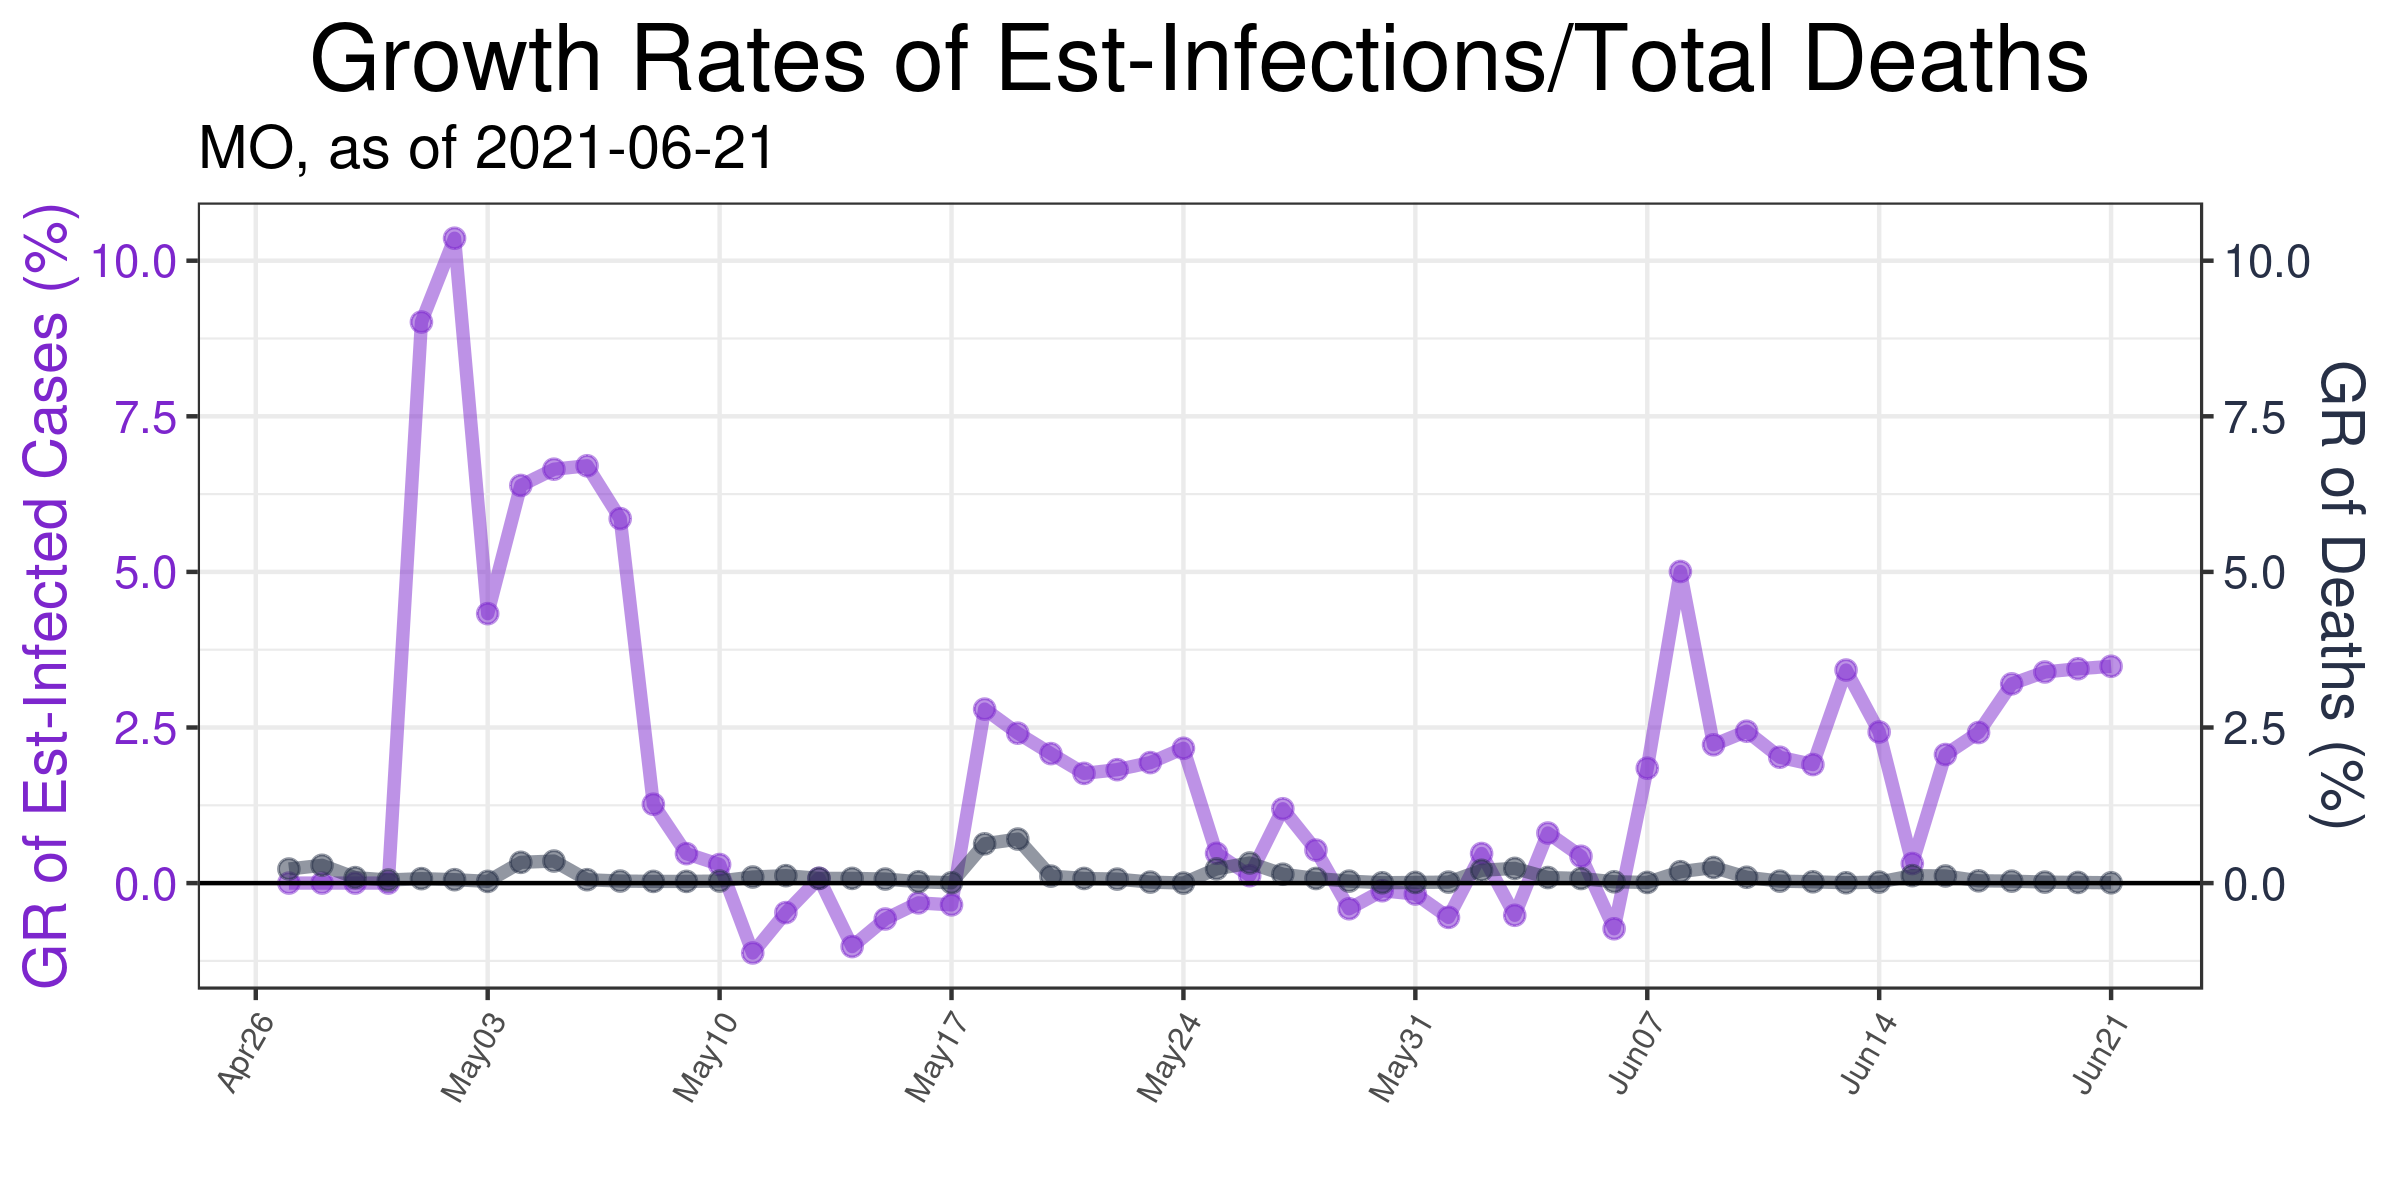 Growth Rates of Est-Infections/Total Deaths
MO, as of 2021-06-21
GR of Est-Infected Cases (%)
10.0
7.5
5.0
2.5
0.0
10.0
7.5
5.0
2.5
0.0
GR of Deaths (%)
Apr26
May03
May10
May17
May24
May31
Jun07
Jun14
Jun21